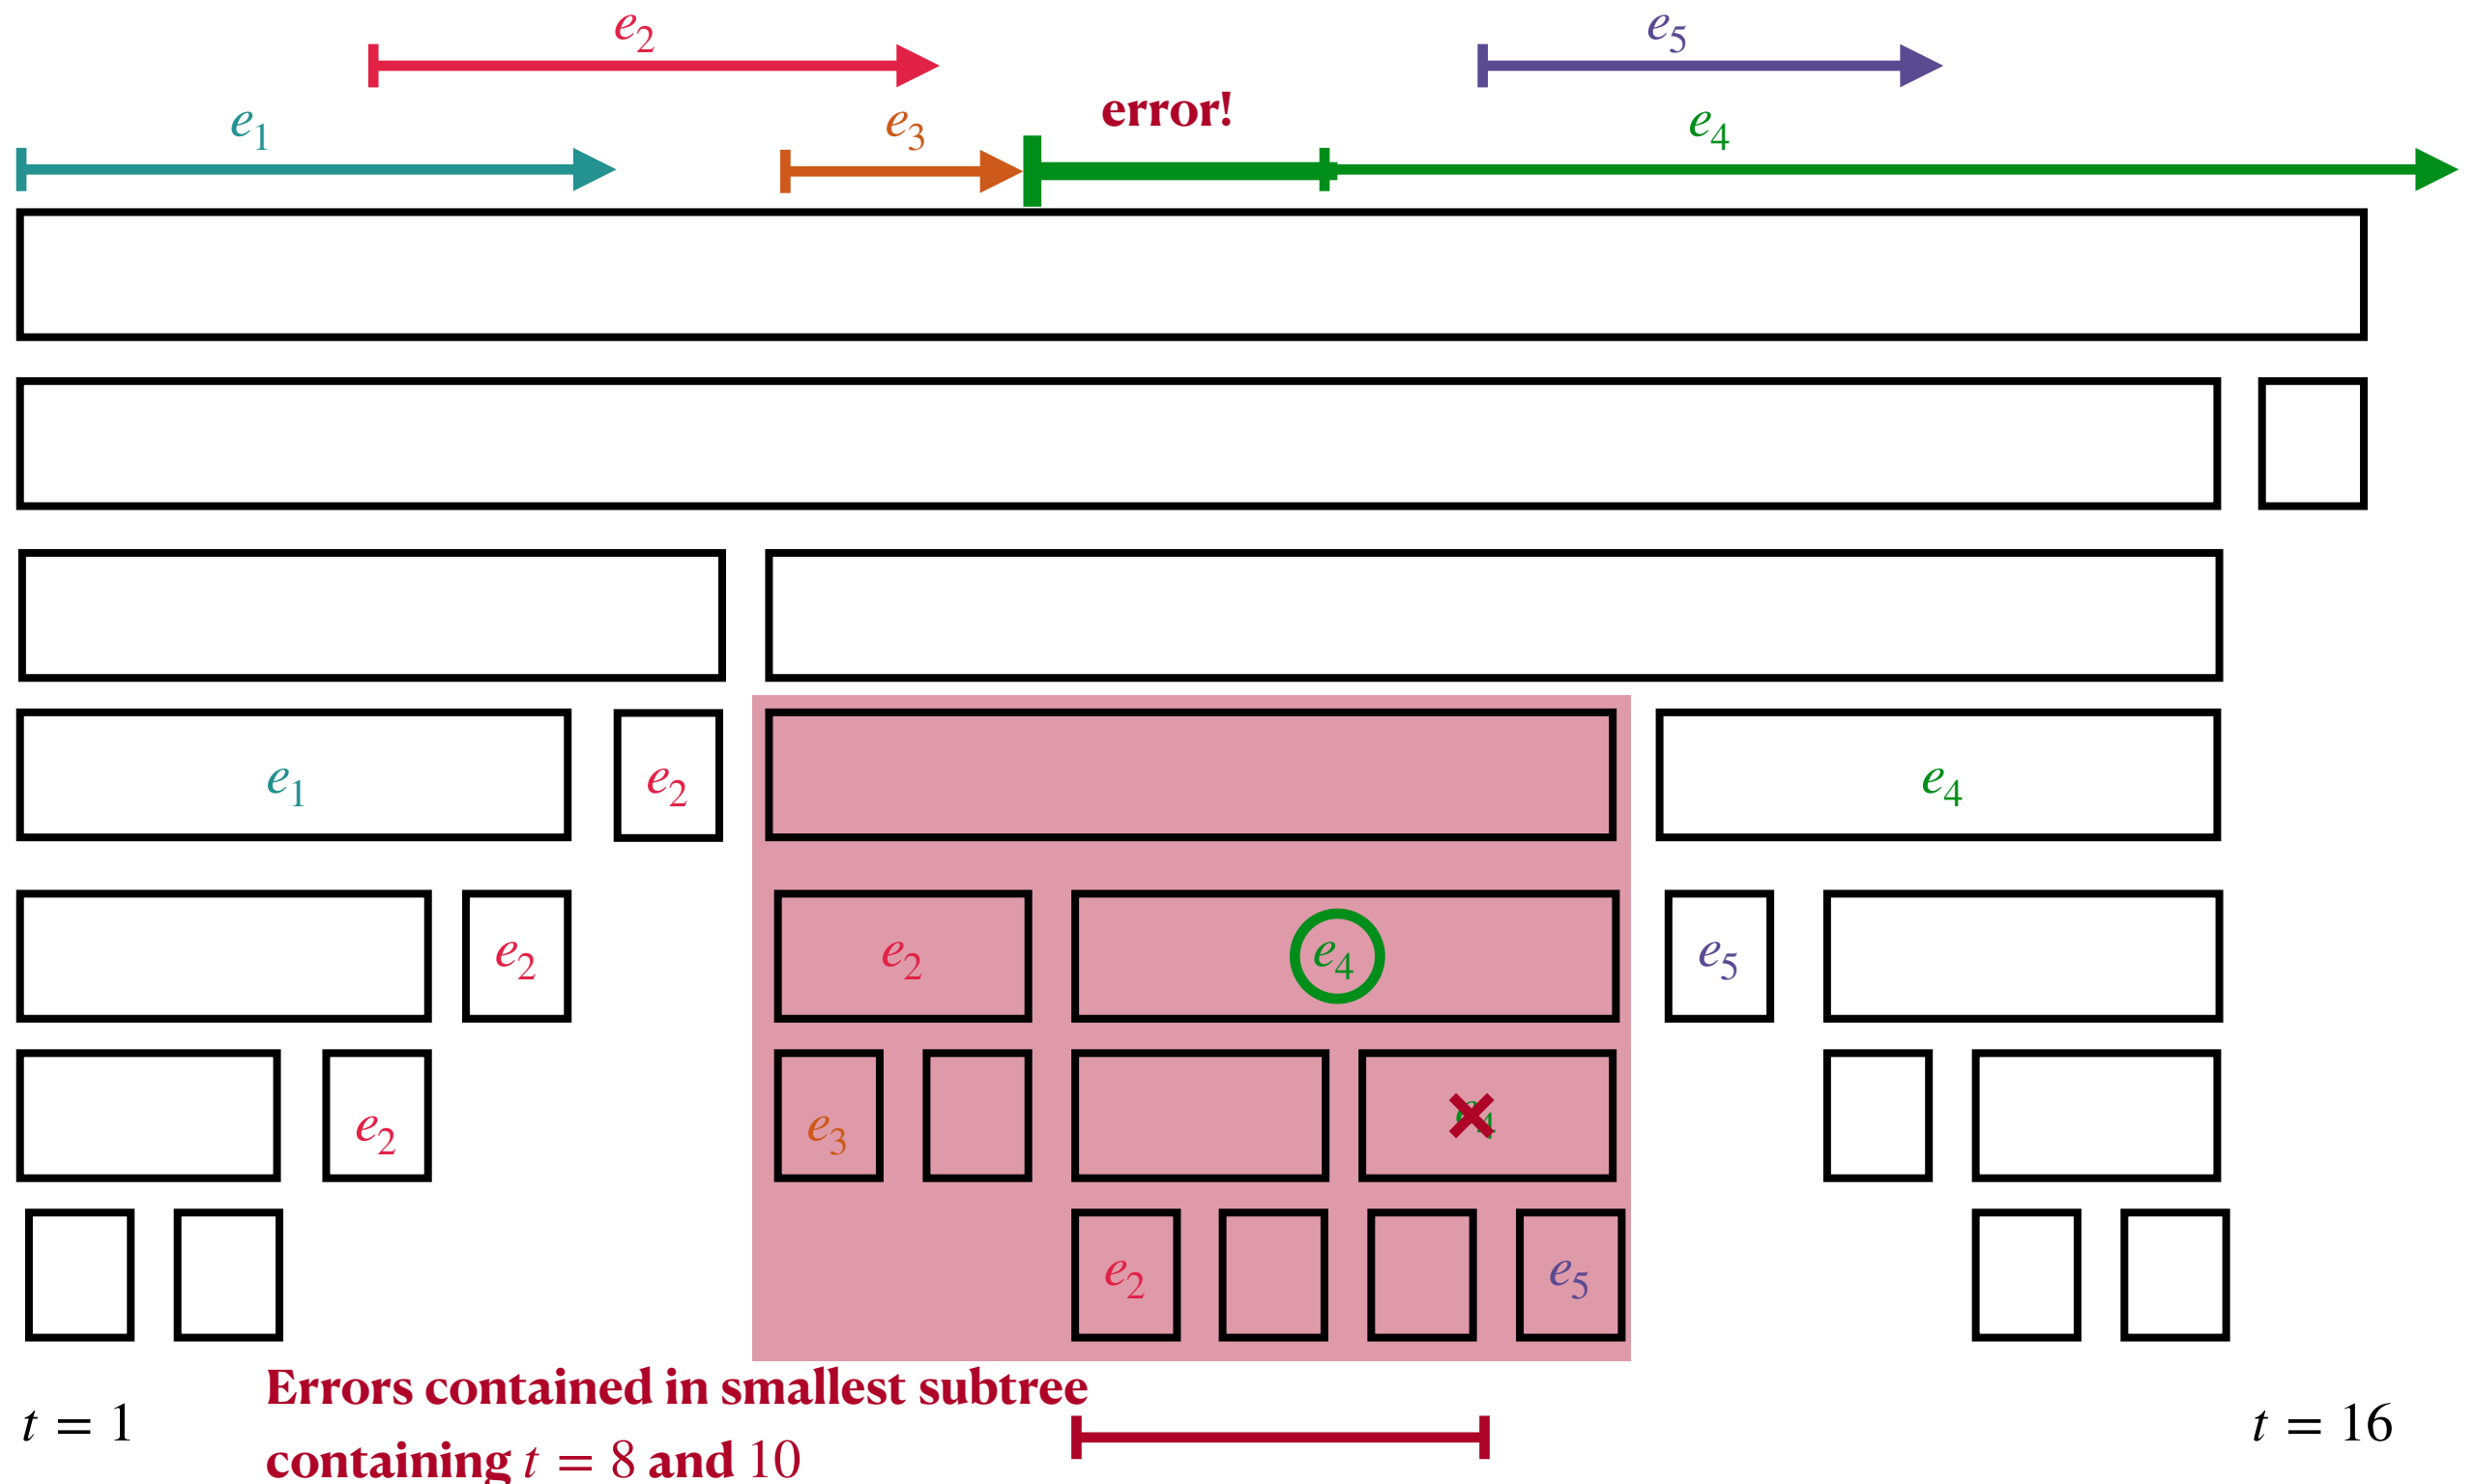 e2
e5
e1
e3
error!
e4
e1
e2
e4
e2
e2
e4
e5
e2
e3
e4
e2
e5
Errors contained in smallest subtree
containing t = 8 and 10
t = 1
t = 16